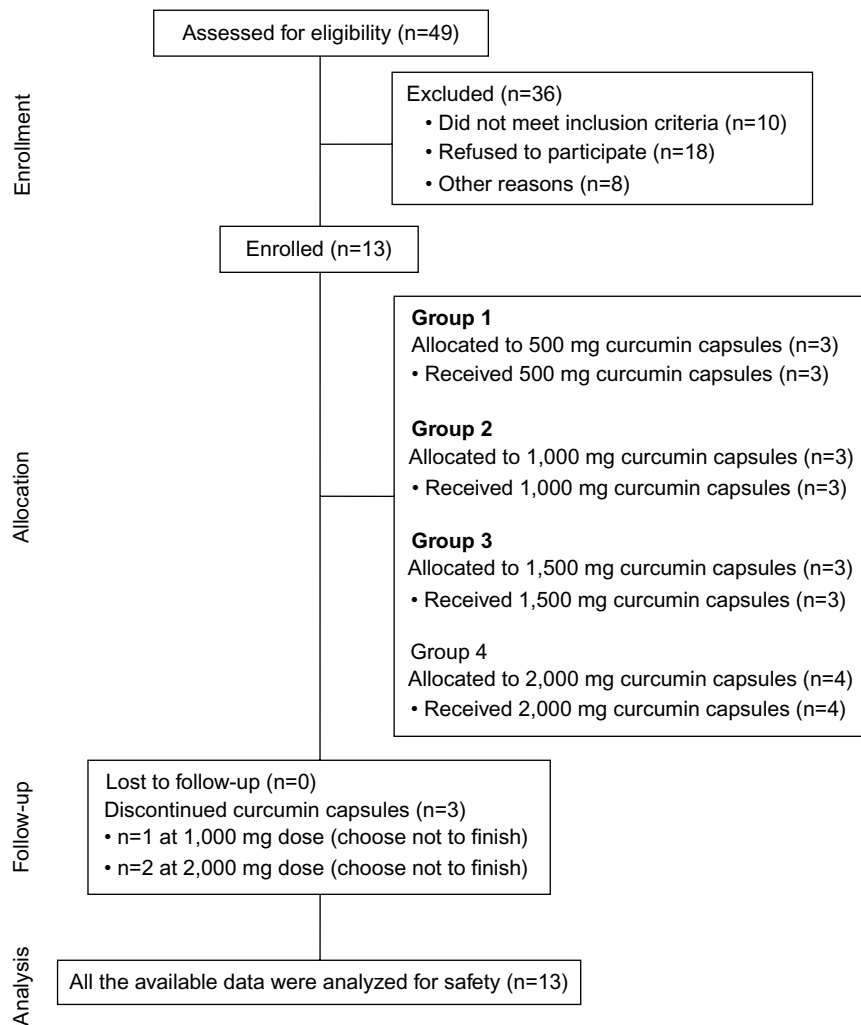 Assessed for eligibility (n=49)
Enrollment
Excluded (n=36)
• Did not meet inclusion criteria (n=10)
• Refused to participate (n=18)
• Other reasons (n=8)
Enrolled (n=13)
Allocation
Group 1
Allocated to 500 mg curcumin capsules (n=3)
• Received 500 mg curcumin capsules (n=3)
Group 2
Allocated to 1,000 mg curcumin capsules (n=3)
• Received 1,000 mg curcumin capsules (n=3)
Group 3
Allocated to 1,500 mg curcumin capsules (n=3)
• Received 1,500 mg curcumin capsules (n=3)
Group 4
Allocated to 2,000 mg curcumin capsules (n=4)
• Received 2,000 mg curcumin capsules (n=4)
Follow-up
Lost to follow-up (n=0)
Discontinued curcumin capsules (n=3)
• n=1 at 1,000 mg dose (choose not to finish)
• n=2 at 2,000 mg dose (choose not to finish)
Analysis
All the available data were analyzed for safety (n=13)